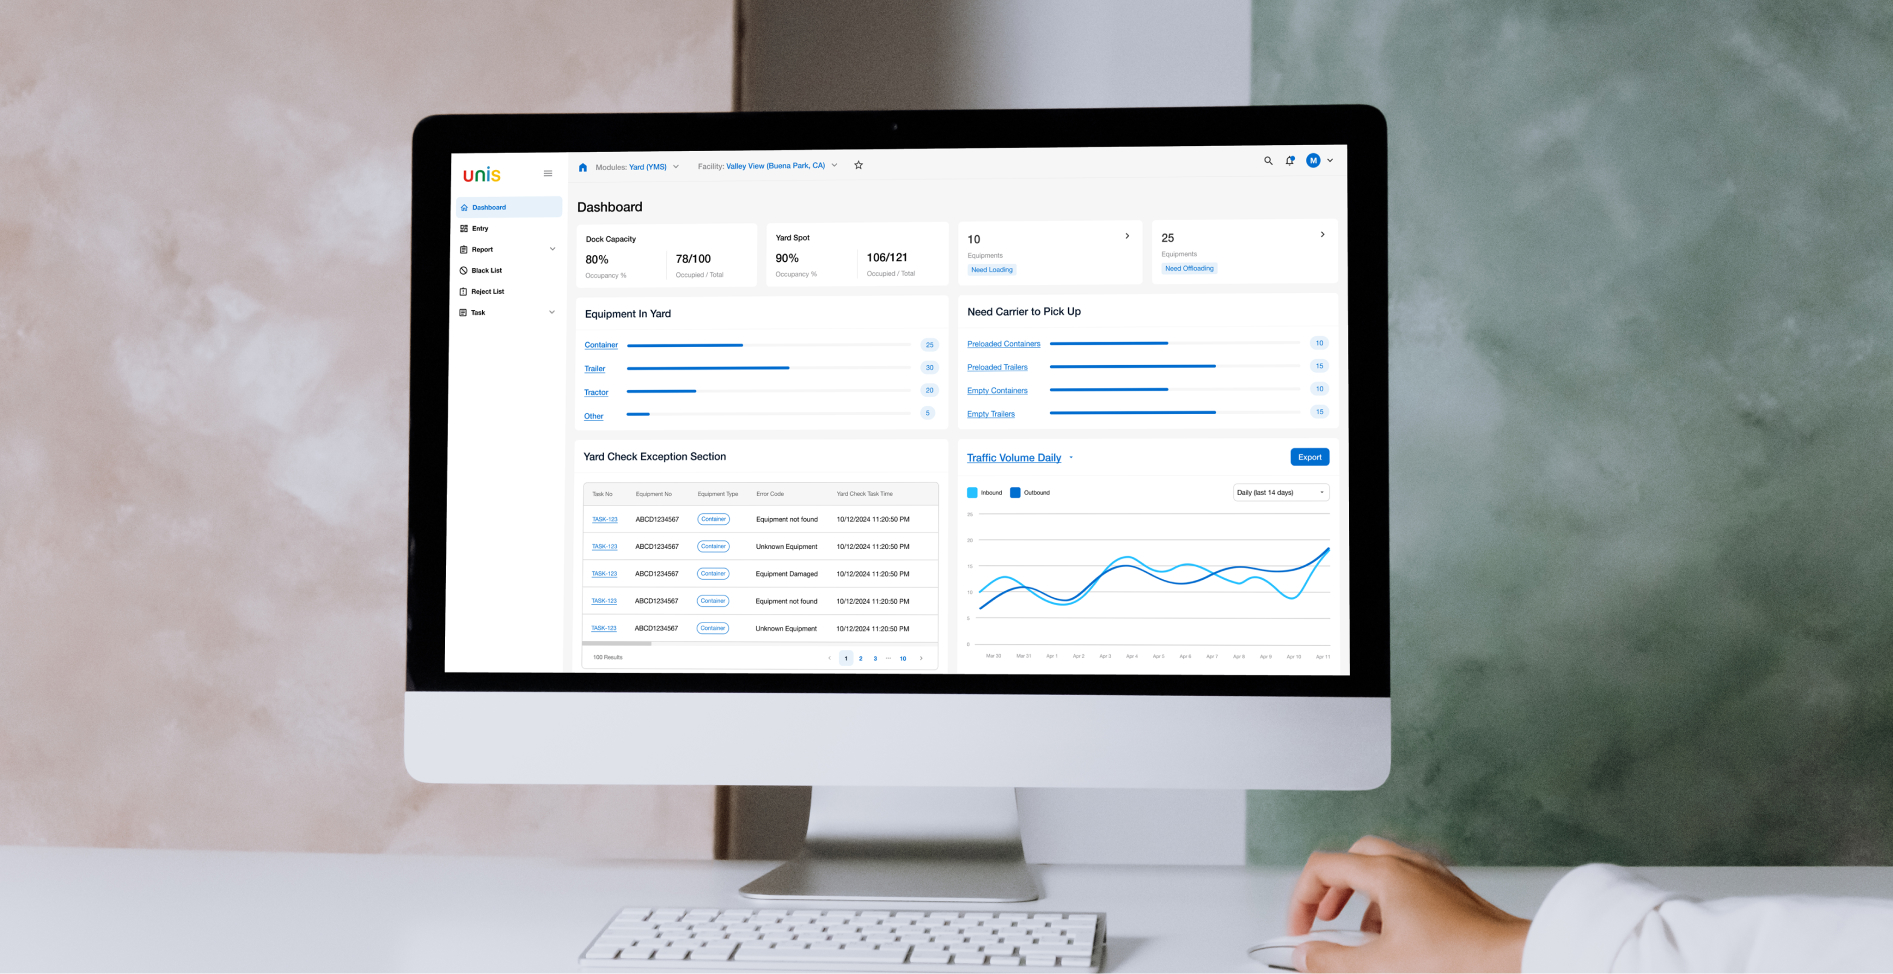 unis
Modules: Yard (YMS)
Facility: Valley View (Buena Park, CA)
M
Dashboard
Entry
Report
Black List
Reject List
Task
Dashboard
Dock Capacity
80%
78/100
Occupancy %
Occupied / Total
Yard Spot
90%
106/121
Occupancy %
Occupied / Total
10
Equipments
Need Loading
25
Equipments
Need Offloading
Equipment In Yard
Container 25
Trailer 30
Tractor 20
Other 5
Need Carrier to Pick Up
Preloaded Containers 10
Preloaded Trailers 15
Empty Containers 10
Empty Trailers 15
Yard Check Exception Section
Task No Equipment No Equipment Type Error Code Yard Check Task Time
TASK-123 ABCD1234567 Container Equipment not found 10/12/2024 11:20:50 PM
TASK-123 ABCD1234567 Container Unknown Equipment 10/12/2024 11:20:50 PM
TASK-123 ABCD1234567 Container Equipment Damaged 10/12/2024 11:20:50 PM
TASK-123 ABCD1234567 Container Equipment not found 10/12/2024 11:20:50 PM
TASK-123 ABCD1234567 Container Unknown Equipment 10/12/2024 11:20:50 PM
100 Results
1 2 3 ··· 10
Traffic Volume Daily
Export
Inbound Outbound
Daily (last 14 days)
25
20
15
10
5
0
Mar 30 Mar 31 Apr 1 Apr 2 Apr 3 Apr 4 Apr 5 Apr 6 Apr 7 Apr 8 Apr 9 Apr 10 Apr 11